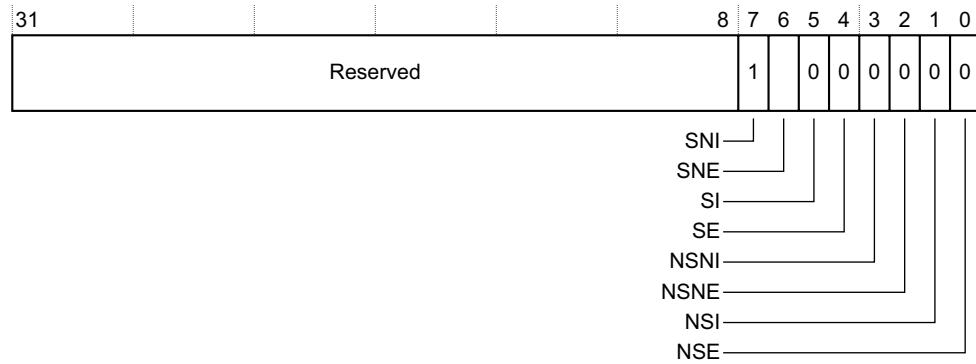 31 8 7 6 5 4 3 2 1 0
Reserved 1 0 0 0 0 0 0
SNI
SNE
SI
SE
NSNI
NSNE
NSI
NSE